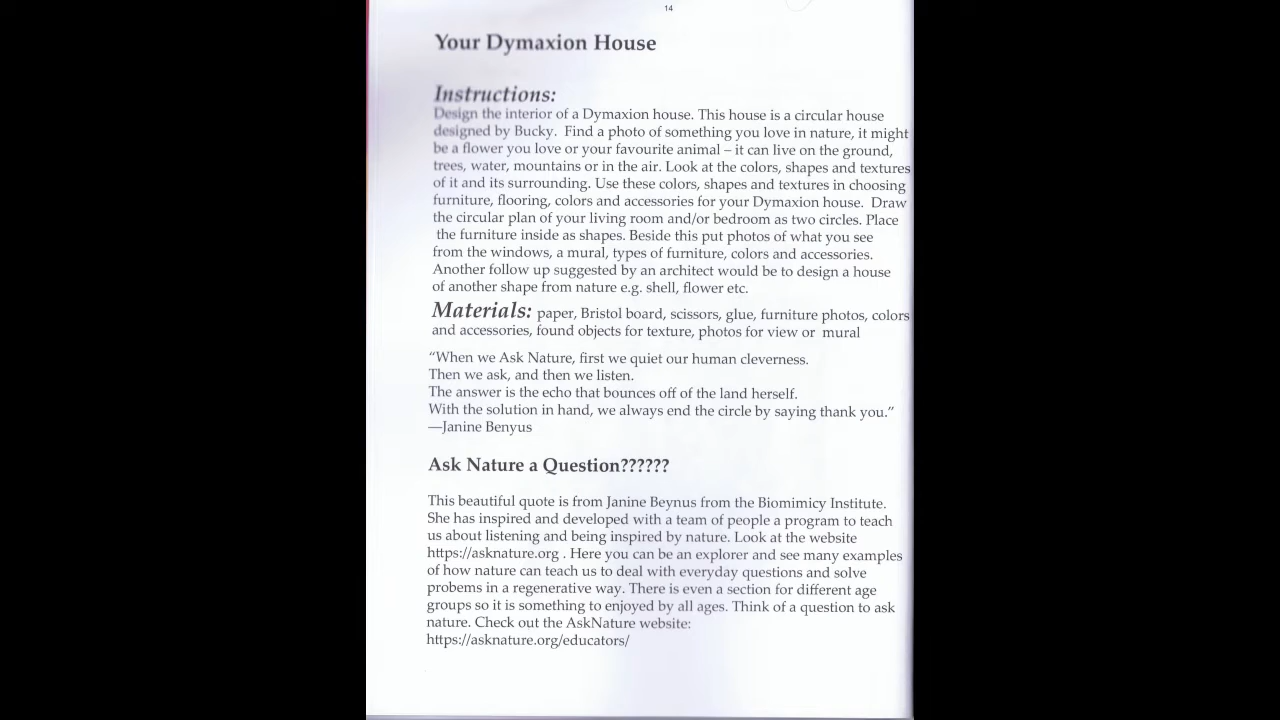 14
Your Dymaxion House
Instructions:
Design the interior of a Dymaxion house. This house is a circular house
designed by Bucky. Find a photo of something you love in nature, it might
be a flower you love or your favourite animal – it can live on the ground,
trees, water, mountains or in the air. Look at the colors, shapes and textures
of it and its surrounding. Use these colors, shapes and textures in choosing
furniture, flooring, colors and accessories for your Dymaxion house. Draw
the circular plan of your living room and/or bedroom as two circles. Place
the furniture inside as shapes. Beside this put photos of what you see
from the windows, a mural, types of furniture, colors and accessories.
Another follow up suggested by an architect would be to design a house
of another shape from nature e.g. shell, flower etc.
Materials: paper, Bristol board, scissors, glue, furniture photos, colors
and accessories, found objects for texture, photos for view or mural
“When we Ask Nature, first we quiet our human cleverness.
Then we ask, and then we listen.
The answer is the echo that bounces off of the land herself.
With the solution in hand, we always end the circle by saying thank you.”
—Janine Benyus
Ask Nature a Question??????
This beautiful quote is from Janine Beynus from the Biomimicy Institute.
She has inspired and developed with a team of people a program to teach
us about listening and being inspired by nature. Look at the website
https://asknature.org . Here you can be an explorer and see many examples
of how nature can teach us to deal with everyday questions and solve
probems in a regenerative way. There is even a section for different age
groups so it is something to enjoyed by all ages. Think of a question to ask
nature. Check out the AskNature website:
https://asknature.org/educators/